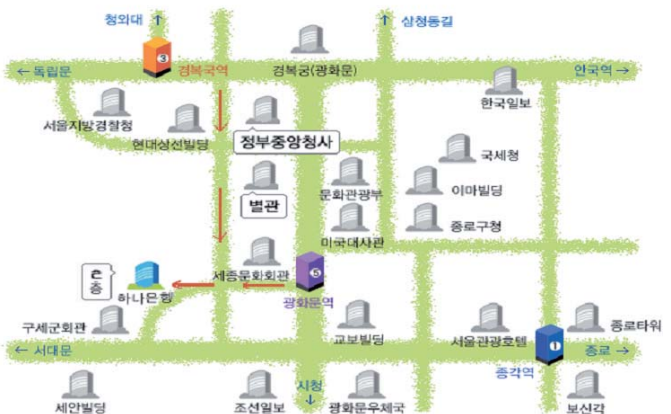 청와대 ↑
↑ 삼청동길
③
← 독립문
경복국역
경복궁(광화문)
안국역 →
한국일보
서울지방경찰청
현대상선빌딩
정부중앙청사
국세청
별관
문화관광부
이마빌딩
미국대사관
종로구청
세종문화회관
⑤
층
하나은행
광화문역
구세군회관
교보빌딩
서울관광호텔
①
종로타워
← 서대문
종로 →
종각역
시청
↓
세안빌딩
조선일보
광화문우체국
보신각